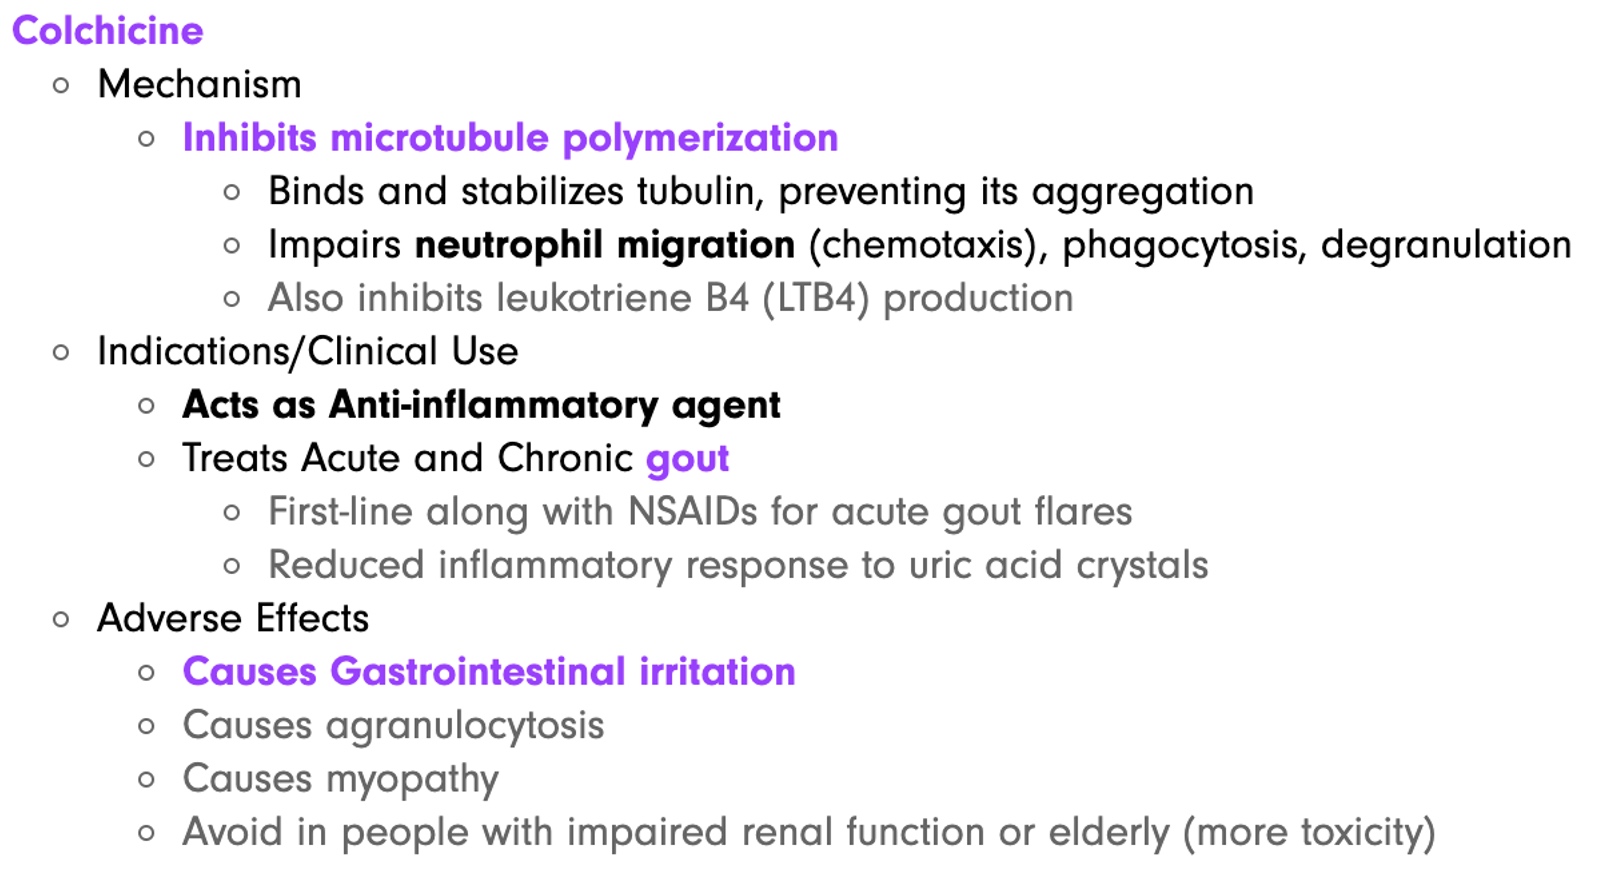 Colchicine
Mechanism
Inhibits microtubule polymerization
Binds and stabilizes tubulin, preventing its aggregation
Impairs neutrophil migration (chemotaxis), phagocytosis, degranulation
Also inhibits leukotriene B4 (LTB4) production
Indications/Clinical Use
Acts as Anti-inflammatory agent
Treats Acute and Chronic gout
First-line along with NSAIDs for acute gout flares
Reduced inflammatory response to uric acid crystals
Adverse Effects
Causes Gastrointestinal irritation
Causes agranulocytosis
Causes myopathy
Avoid in people with impaired renal function or elderly (more toxicity)